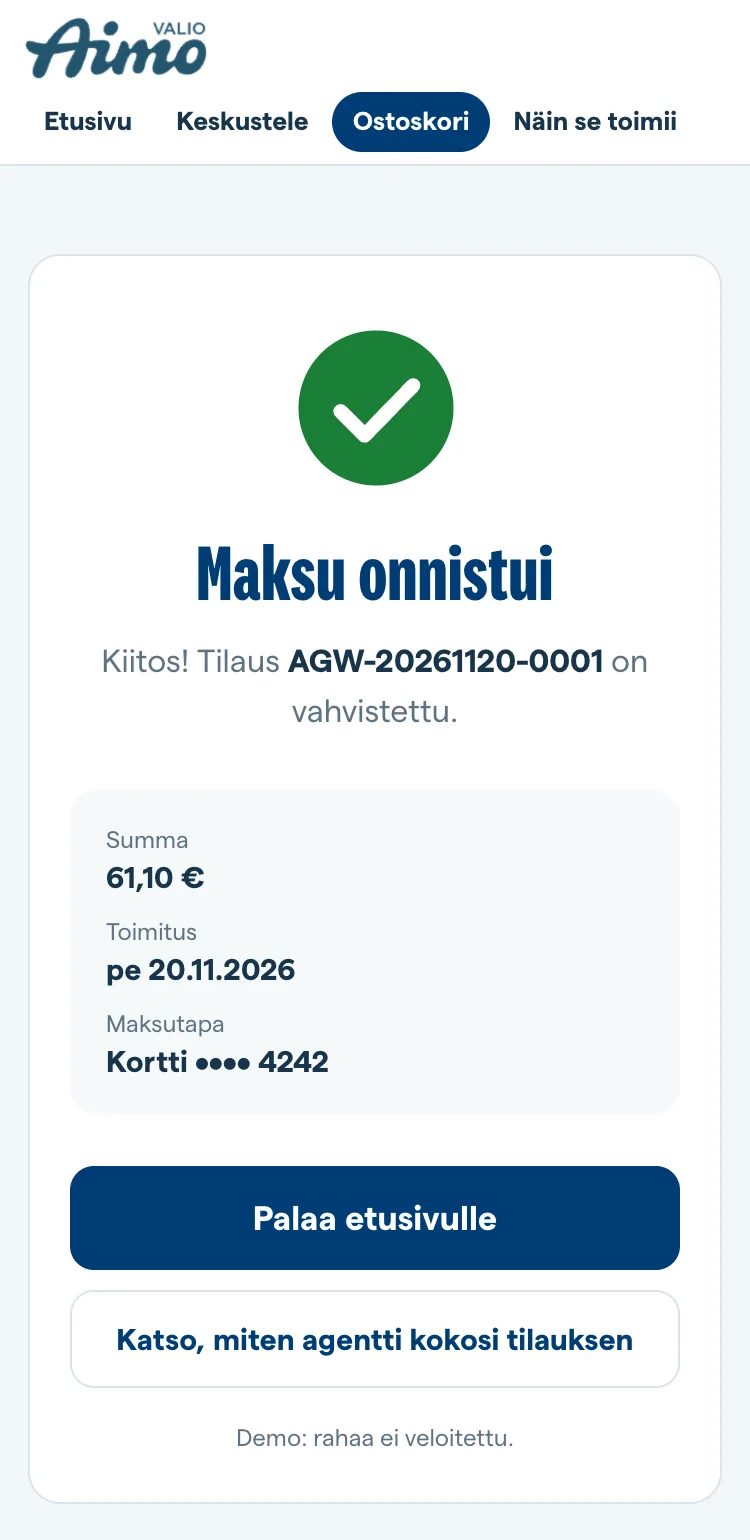 VALIO
Aimo
Etusivu Keskustele Ostoskori Näin se toimii
Maksu onnistui
Kiitos! Tilaus AGW-20261120-0001 on
vahvistettu.
Summa
61,10 €
Toimitus
pe 20.11.2026
Maksutapa
Kortti •••• 4242
Palaa etusivulle
Katso, miten agentti kokosi tilauksen
Demo: rahaa ei veloitettu.